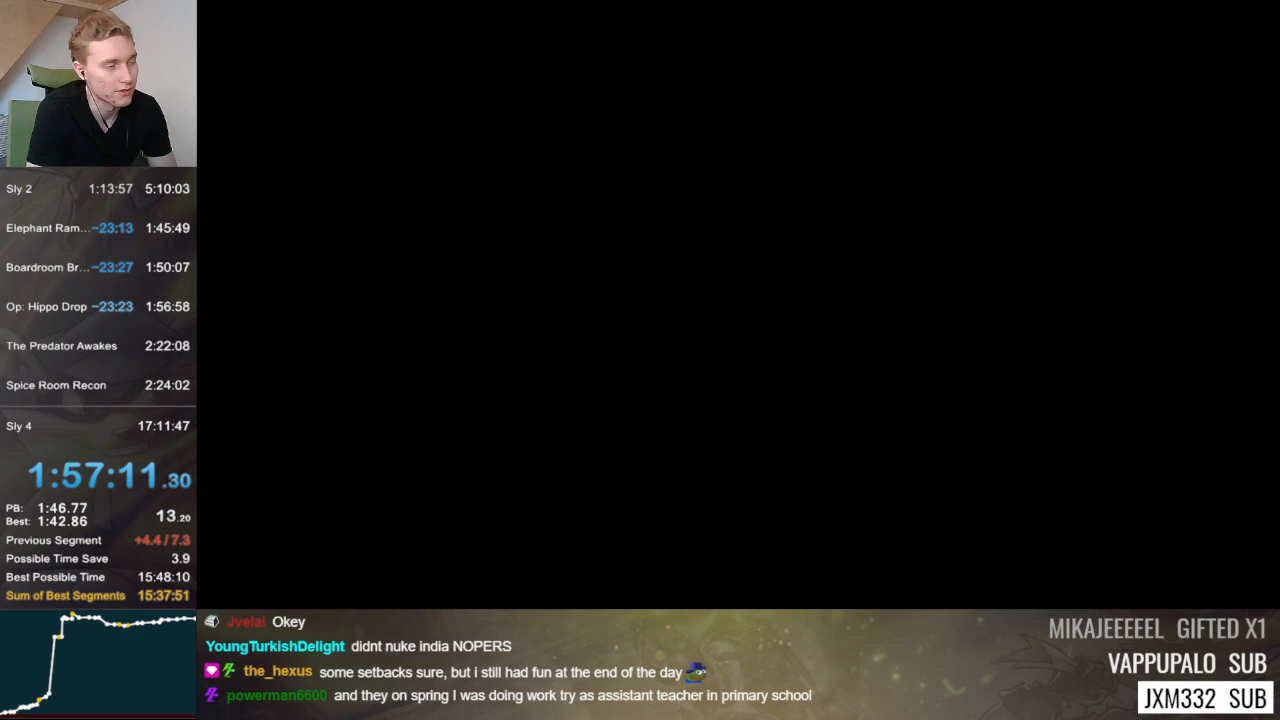 Sly 2 1:13:57 5:10:03
Elephant Ram... −23:13 1:45:49
Boardroom Br... −23:27 1:50:07
Op: Hippo Drop −23:23 1:56:58
The Predator Awakes 2:22:08
Spice Room Recon 2:24:02
Sly 4 17:11:47
1:57:11.30
PB: 1:46.77
Best: 1:42.86
13.20
Previous Segment +4.4 / 7.3
Possible Time Save 3.9
Best Possible Time 15:48:10
Sum of Best Segments 15:37:51
Jvelai Okey
YoungTurkishDelight didnt nuke india NOPERS
the_hexus some setbacks sure, but i still had fun at the end of the day
powerman6600 and they on spring I was doing work try as assistant teacher in primary school
MIKAJEEEEEL GIFTED X1
VAPPUPALO SUB
JXM332 SUB